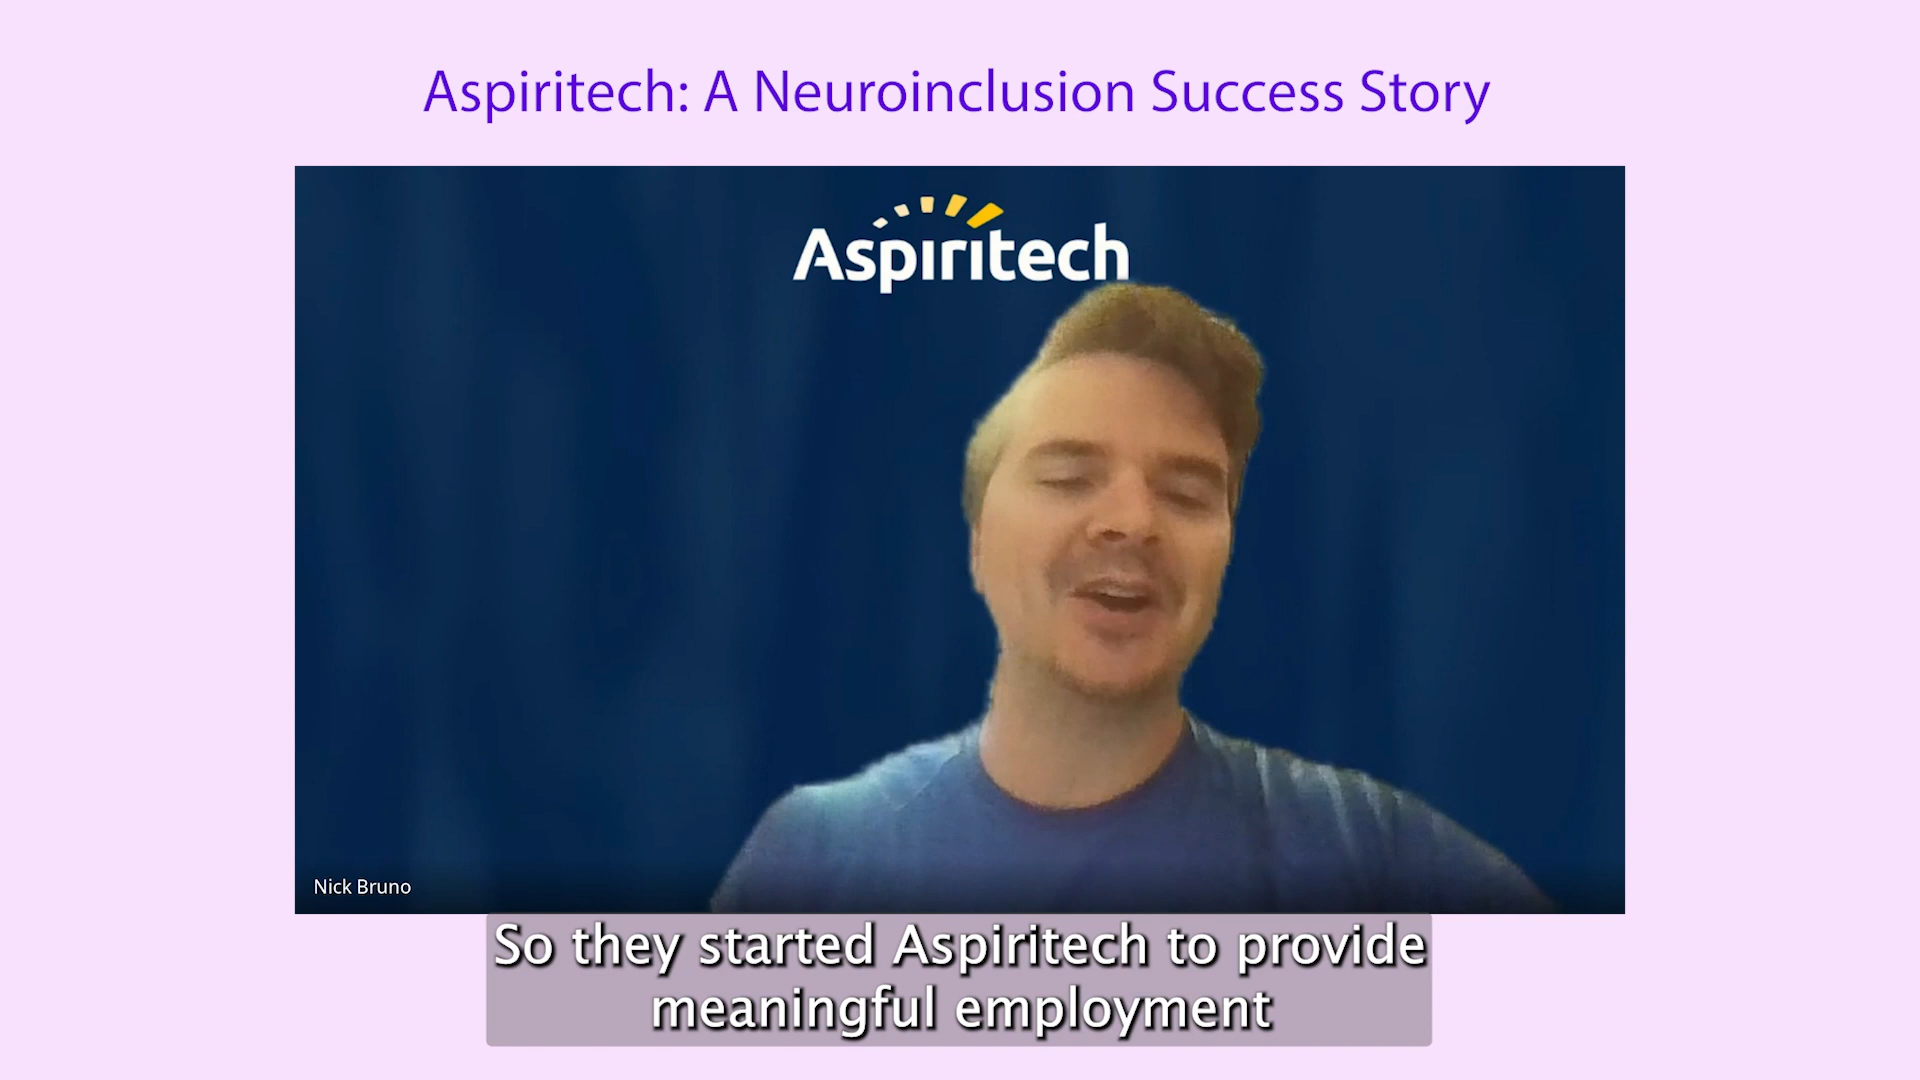 Aspiritech: A Neuroinclusion Success Story
Aspiritech
Nick Bruno
So they started Aspiritech to provide
meaningful employment